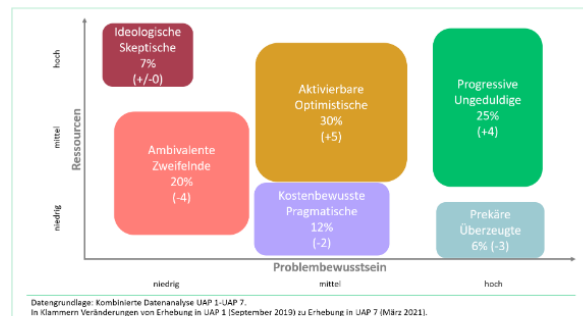 Ideologische
Skeptische
7%
(+/-0)
Aktivierbare
Optimistische
30%
(+5)
Progressive
Ungeduldige
25%
(+4)
Ambivalente
Zweifelnde
20%
(-4)
Kostenbewusste
Pragmatische
12%
(-2)
Prekäre
Überzeugte
6% (-3)
Ressourcen
hoch
mittel
niedrig
Problembewusstsein
niedrig
mittel
hoch
Datengrundlage: Kombinierte Datenanalyse UAP 1-UAP 7.
In Klammern Veränderungen von Erhebung in UAP 1 (September 2019) zu Erhebung in UAP 7 (März 2021).